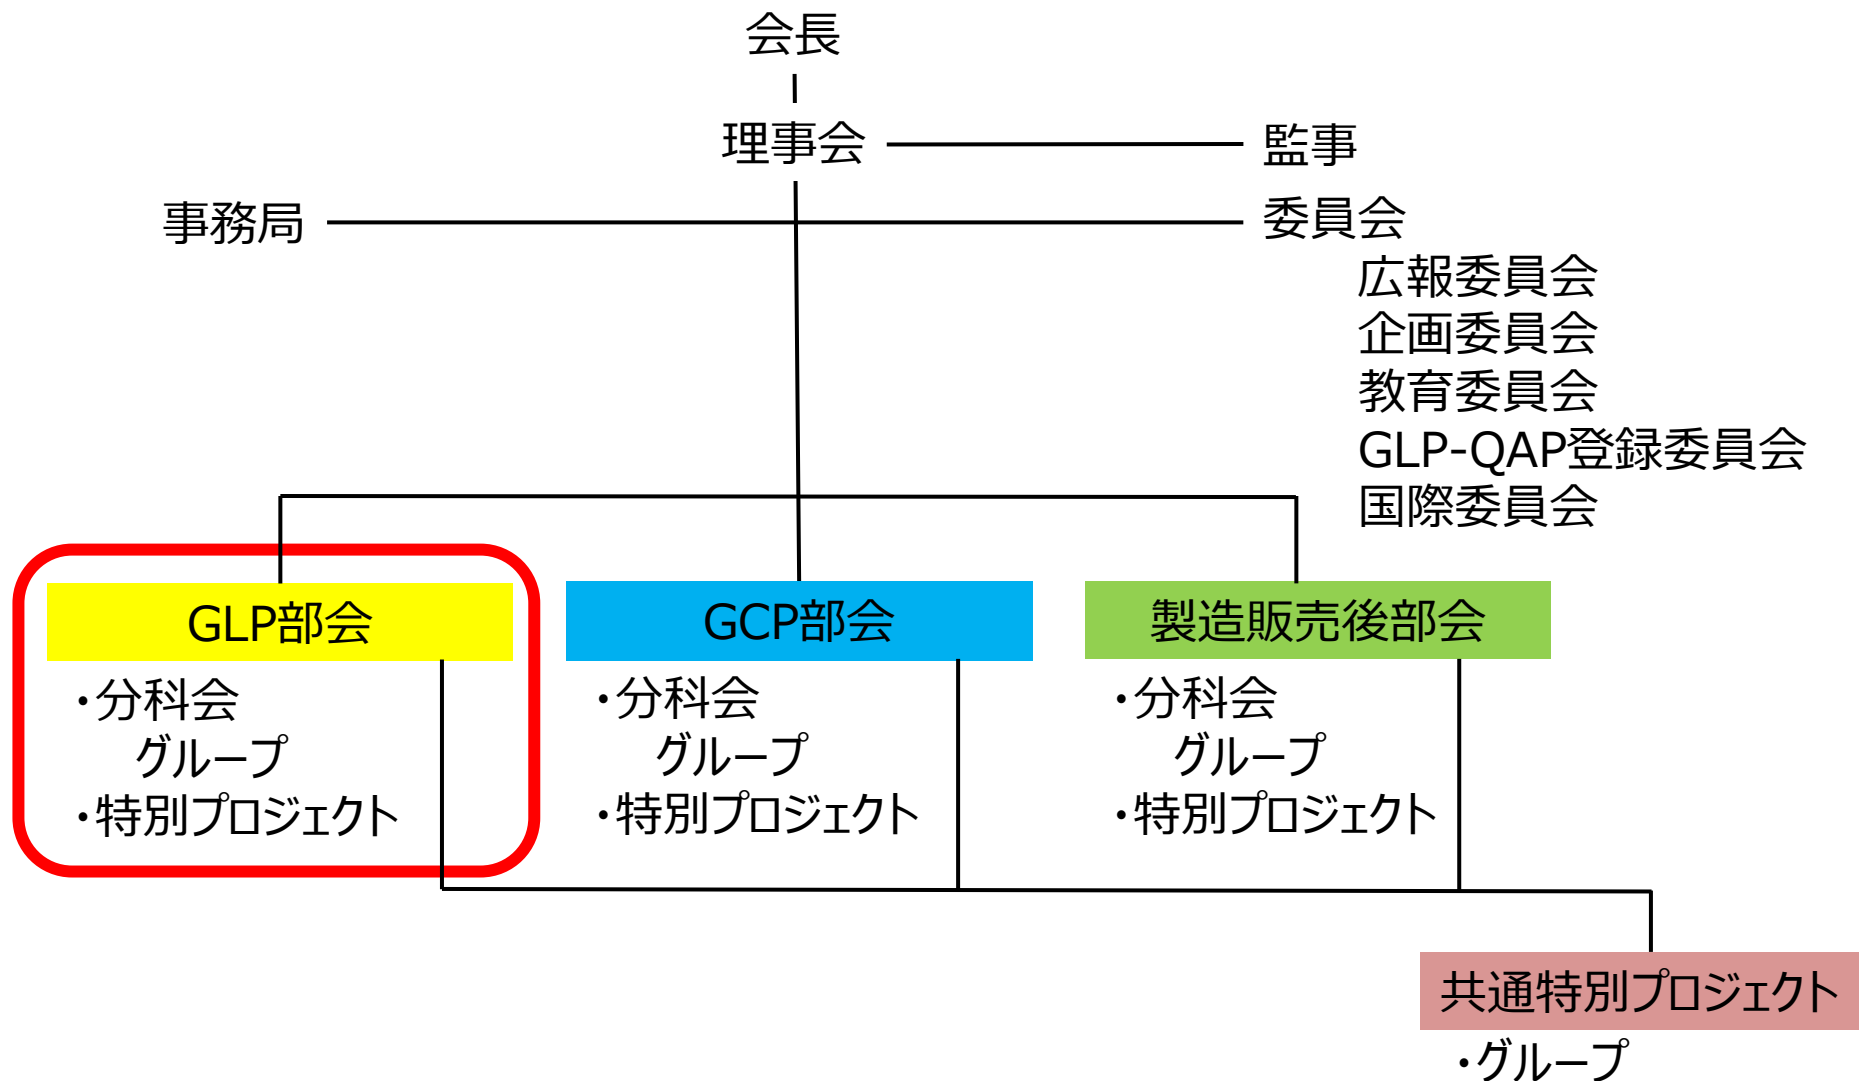 会長
理事会
監事
事務局
委員会
広報委員会
企画委員会
教育委員会
GLP-QAP登録委員会
国際委員会
GLP部会
・分科会
グループ
・特別プロジェクト
GCP部会
・分科会
グループ
・特別プロジェクト
製造販売後部会
・分科会
グループ
・特別プロジェクト
共通特別プロジェクト
・グループ